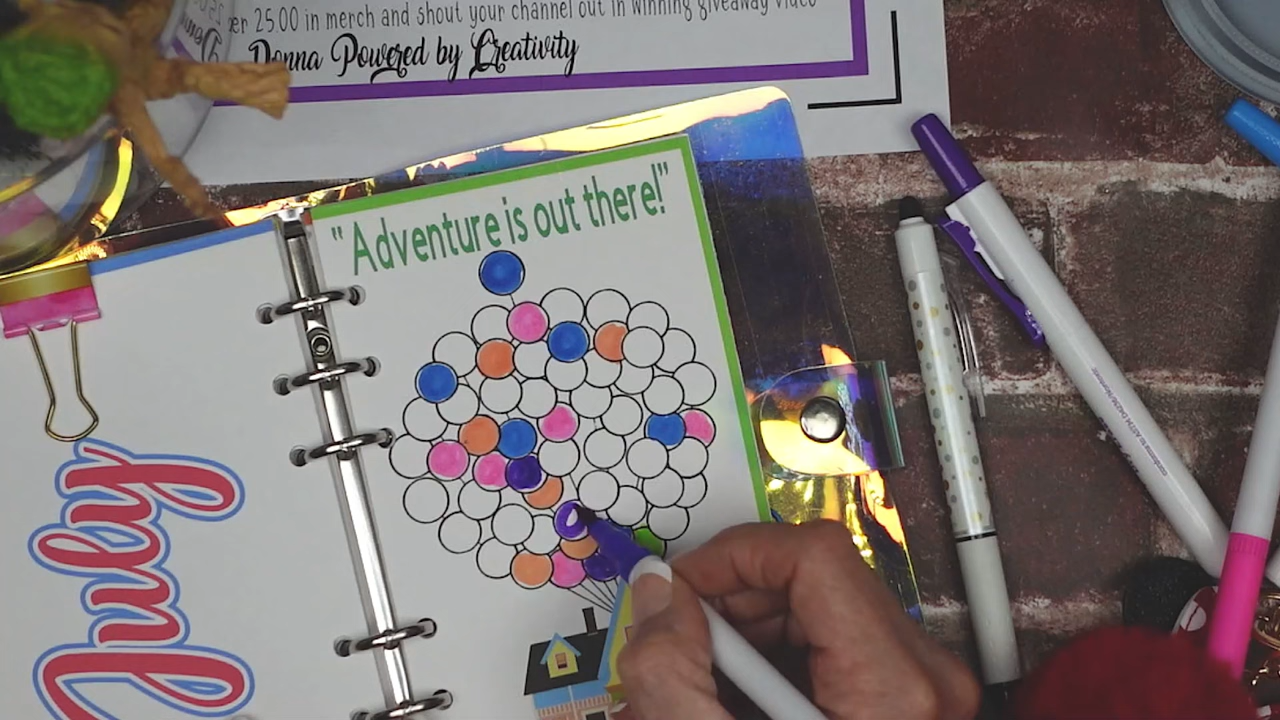 25.00 in merch and shout your channel out in winning giveaway video
Donna Powered by Creativity
"Adventure is out there!"
July